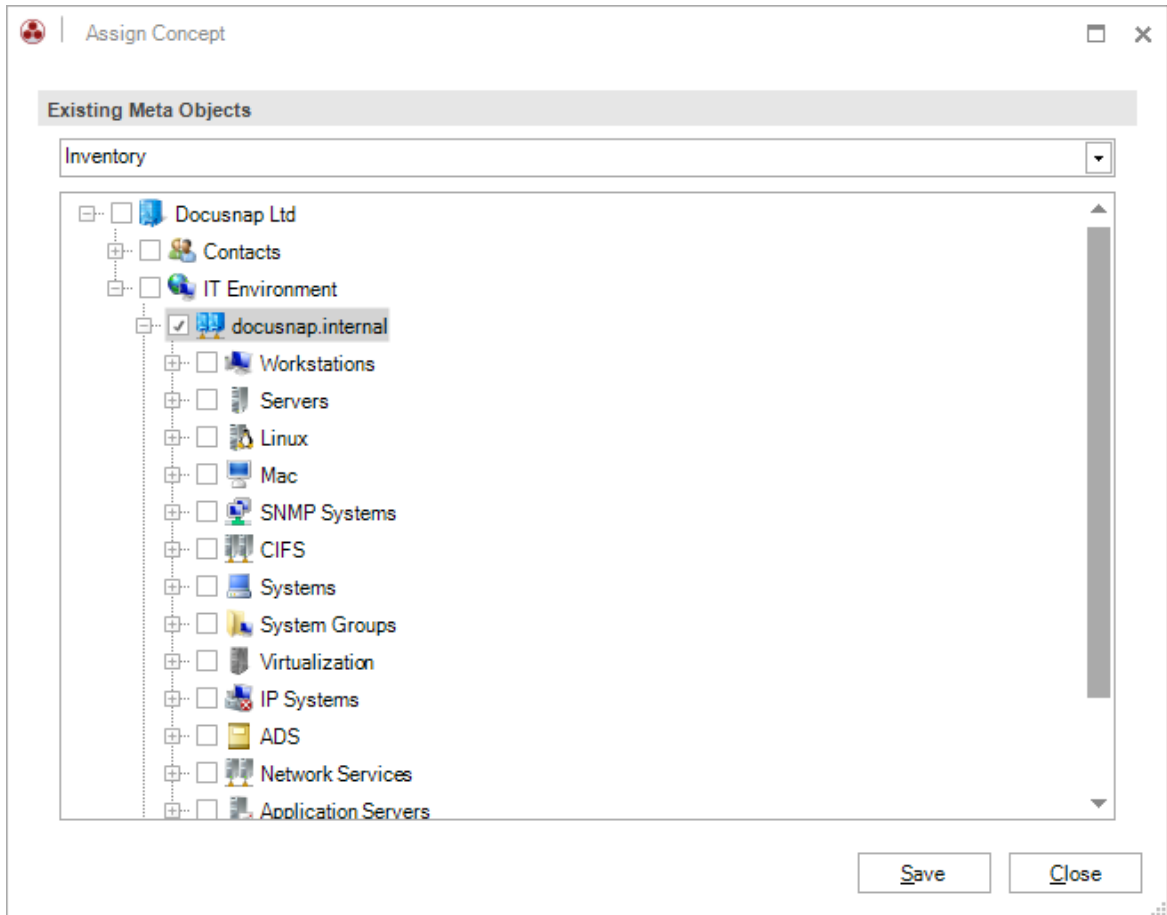 Assign Concept
Existing Meta Objects
Inventory
Docusnap Ltd
Contacts
IT Environment
docusnap.internal
Workstations
Servers
Linux
Mac
SNMP Systems
CIFS
Systems
System Groups
Virtualization
IP Systems
ADS
Network Services
Application Servers
Save Close